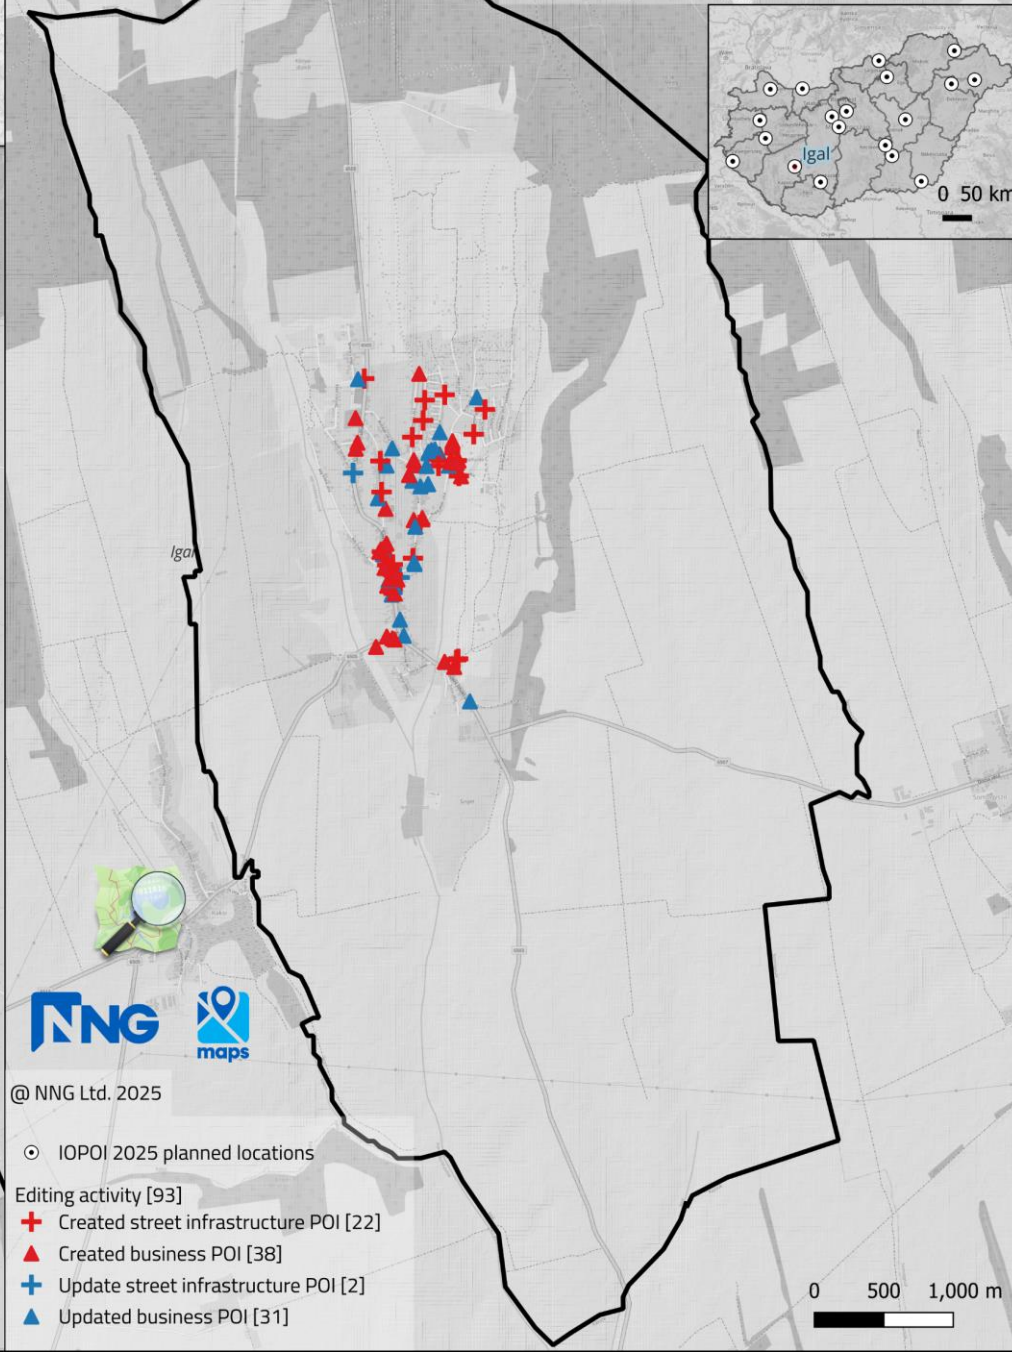 Igal
0 50 km
Igal
NNG
maps
@ NNG Ltd. 2025
IOPOI 2025 planned locations
Editing activity [93]
Created street infrastructure POI [22]
Created business POI [38]
Update street infrastructure POI [2]
Updated business POI [31]
0 500 1,000 m